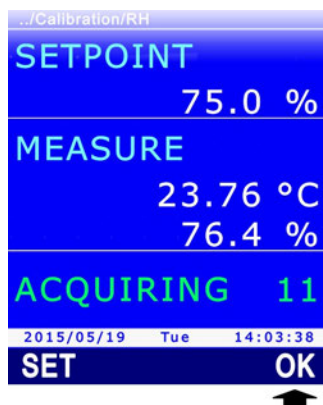 ../Calibration/RH
SETPOINT
75.0 %
MEASURE
23.76 °C
76.4 %
ACQUIRING 11
2015/05/19 Tue 14:03:38
SET OK